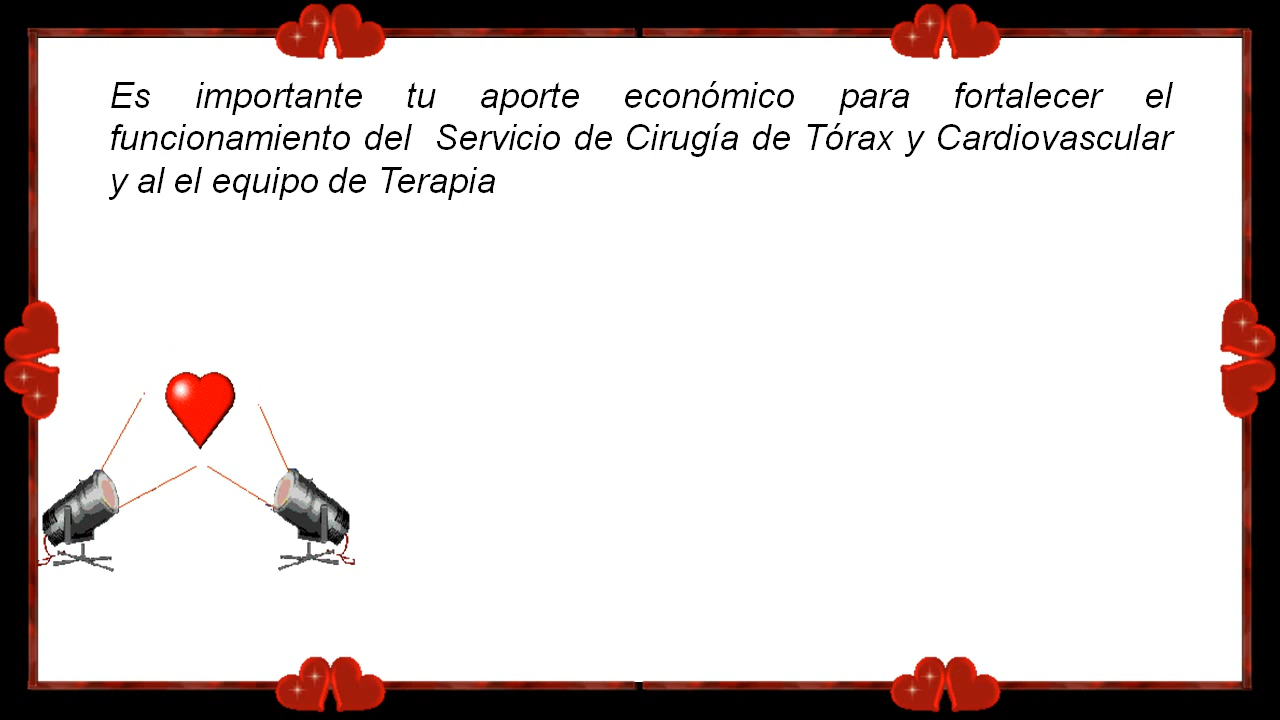 Es importante tu aporte económico para fortalecer el
funcionamiento del Servicio de Cirugía de Tórax y Cardiovascular
y al el equipo de Terapia